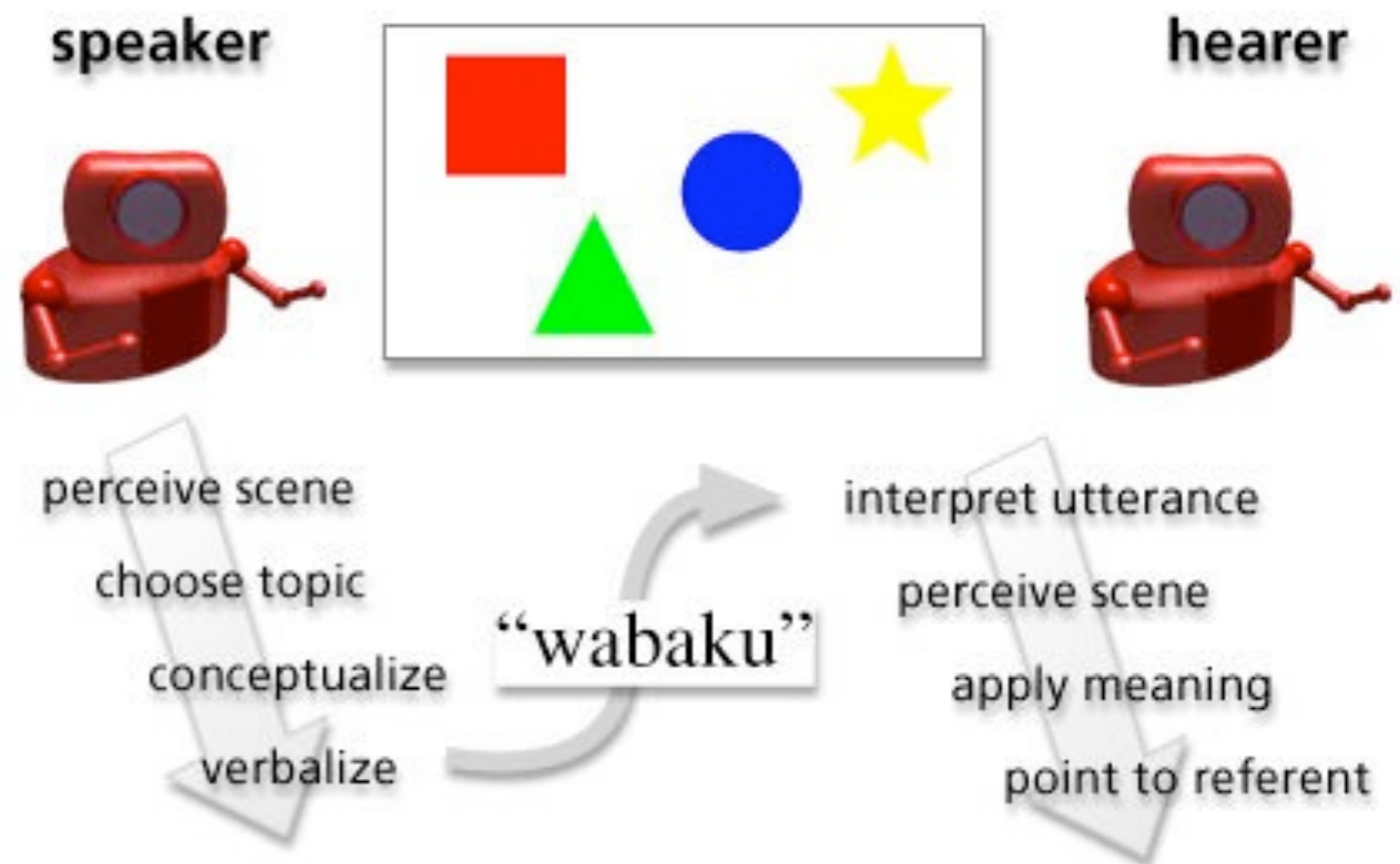 speaker
hearer
perceive scene
choose topic
conceptualize
verbalize
“wabaku”
interpret utterance
perceive scene
apply meaning
point to referent